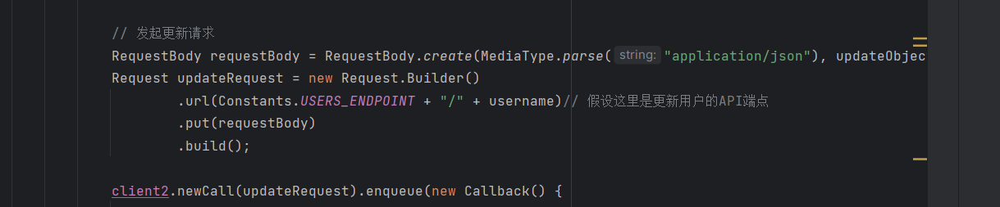 // 发起更新请求
RequestBody requestBody = RequestBody.create(MediaType.parse( string: "application/json"), updateObjec
Request updateRequest = new Request.Builder()
.url(Constants.USERS_ENDPOINT + "/" + username)// 假设这里是更新用户的API端点
.put(requestBody)
.build();
client2.newCall(updateRequest).enqueue(new Callback() {